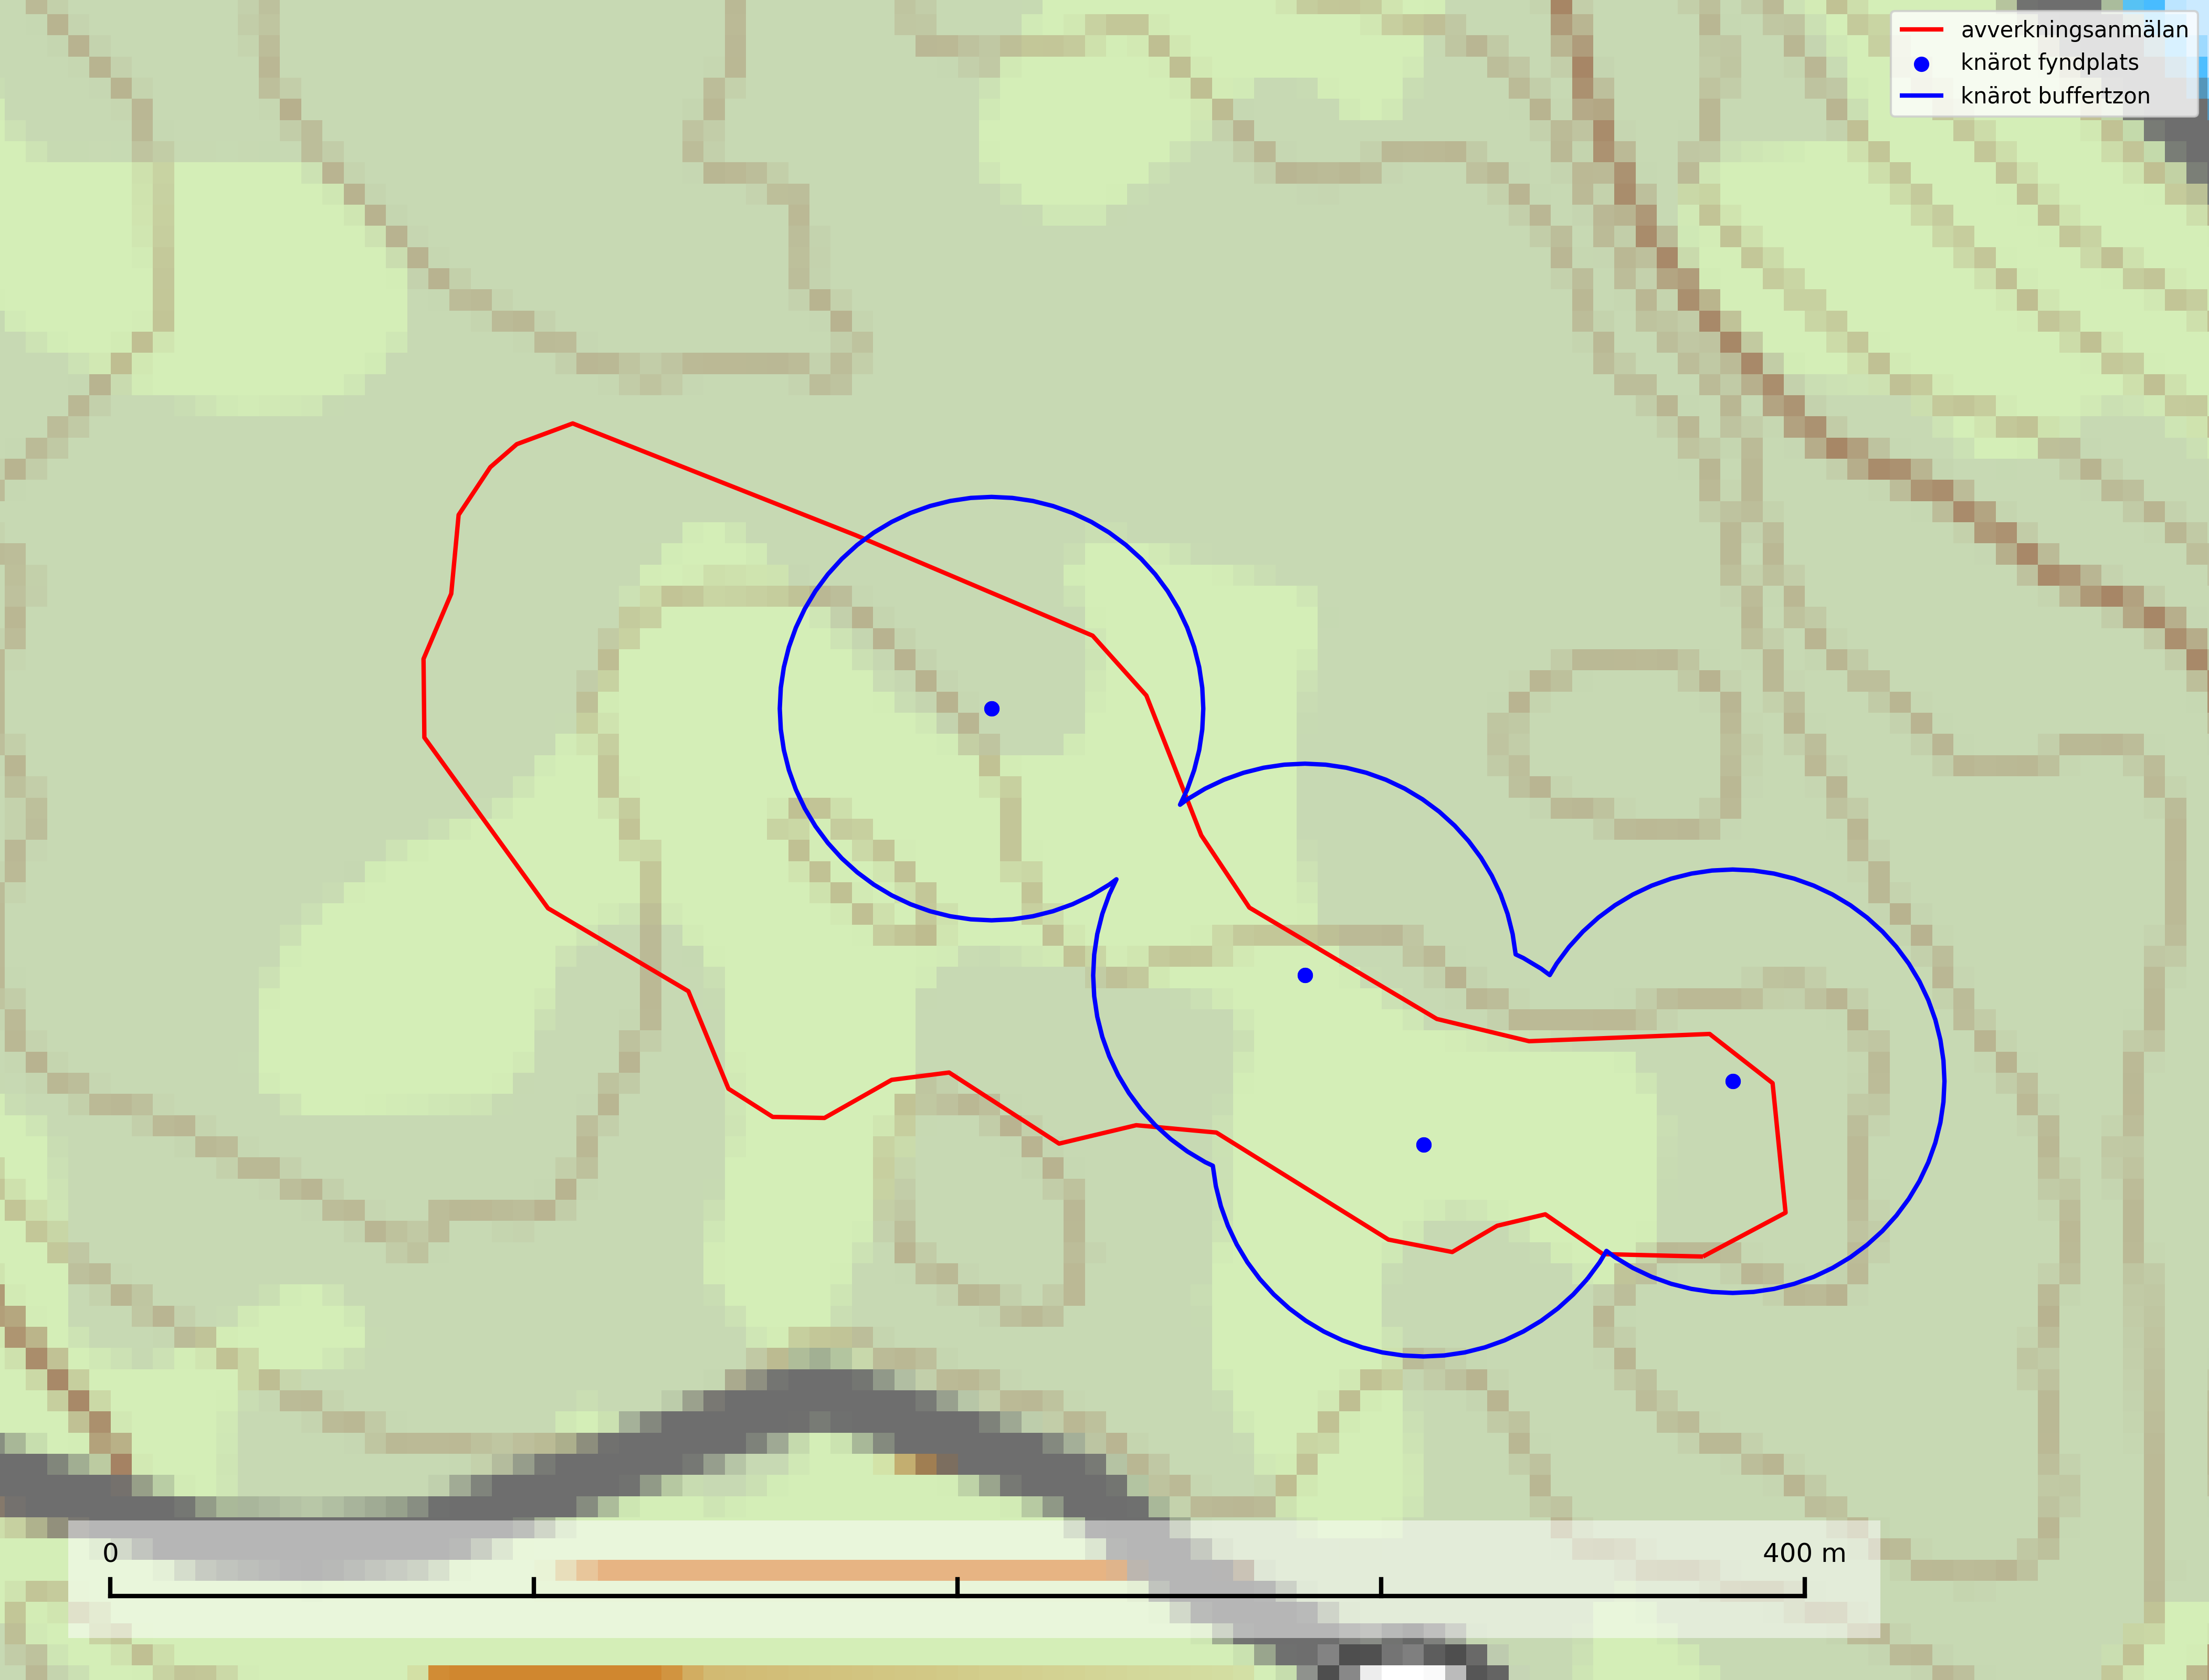 avverkningsanmälan
knärot fyndplats
knärot buffertzon
0
400 m